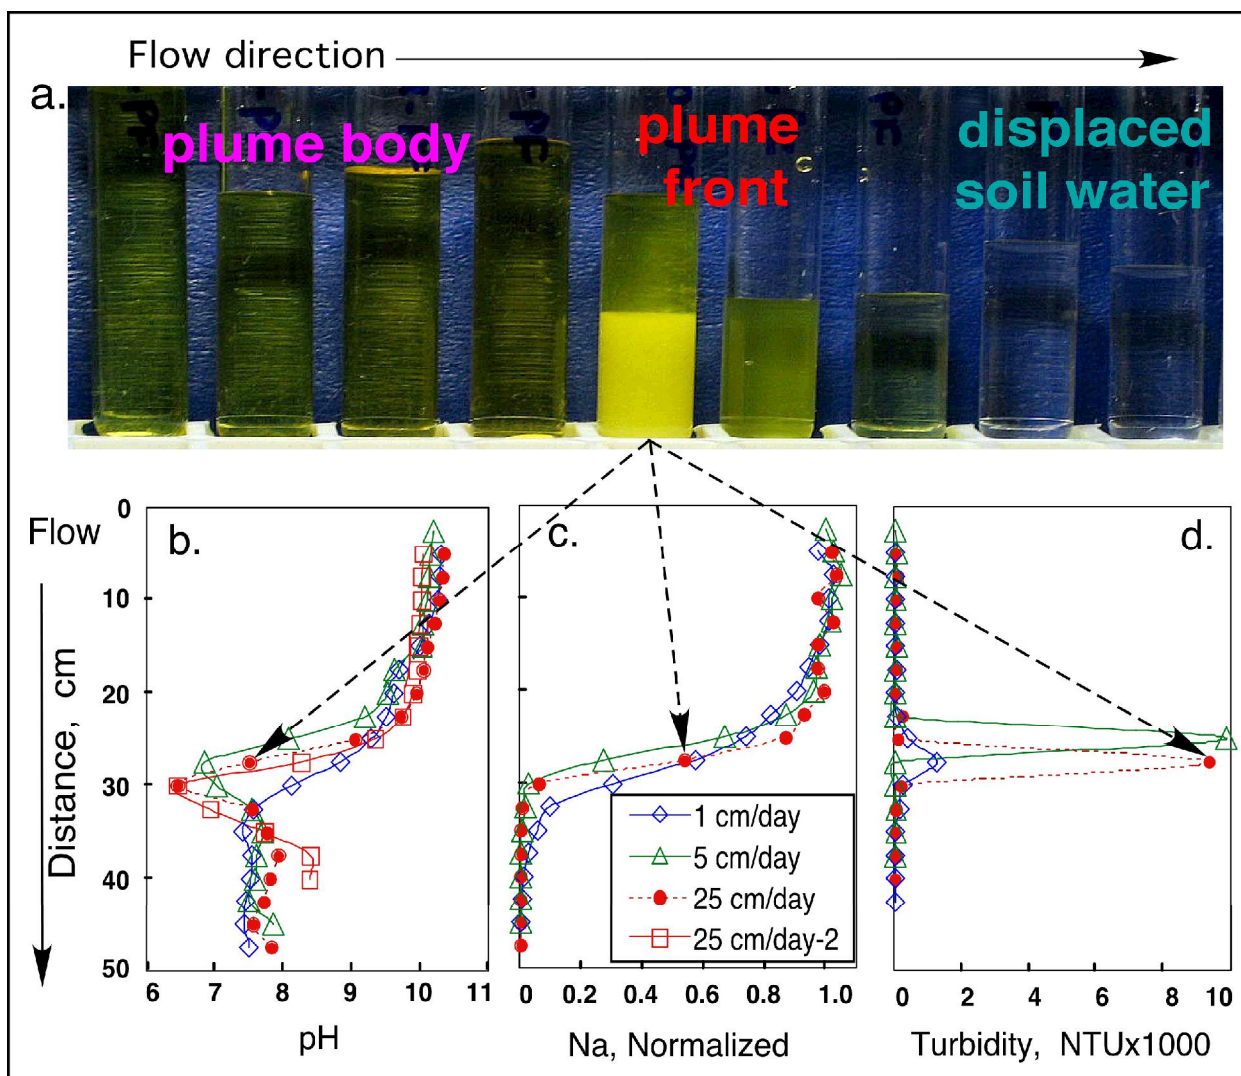 Flow direction
a.
plume body
plume
front
displaced
soil water
Flow
b.
c.
d.
Distance, cm
0
10
20
30
40
50
6 7 8 9 10 11
pH
0 0.2 0.4 0.6 0.8 1.0
Na, Normalized
0 2 4 6 8 10
Turbidity, NTUx1000
1 cm/day
5 cm/day
25 cm/day
25 cm/day-2